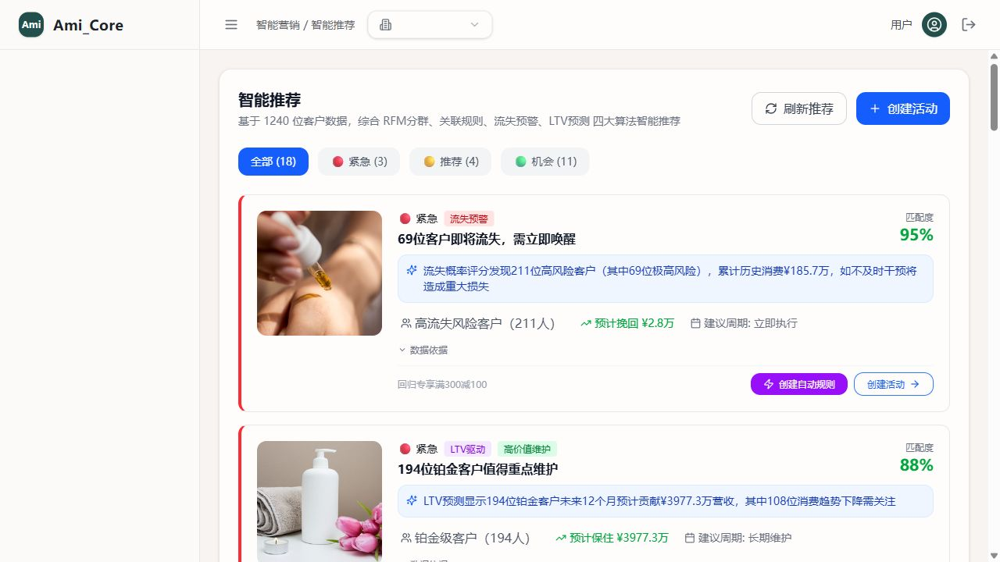 Ami
Ami_Core
智能营销 / 智能推荐
用户
智能推荐
基于 1240 位客户数据，综合 RFM分群、关联规则、流失预警、LTV预测 四大算法智能推荐
刷新推荐
创建活动
全部 (18)
紧急 (3)
推荐 (4)
机会 (11)
紧急
流失预警
匹配度
69位客户即将流失，需立即唤醒
95%
流失概率评分发现211位高风险客户（其中69位极高风险），累计历史消费¥185.7万，如不及时干预将
造成重大损失
高流失风险客户（211人）
预计挽回 ¥2.8万
建议周期: 立即执行
数据依据
回归专享满300减100
创建自动规则
创建活动
紧急
LTV驱动
高价值维护
匹配度
194位铂金客户值得重点维护
88%
LTV预测显示194位铂金客户未来12个月预计贡献¥3977.3万营收，其中108位消费趋势下降需关注
铂金级客户（194人）
预计保住 ¥3977.3万
建议周期: 长期维护